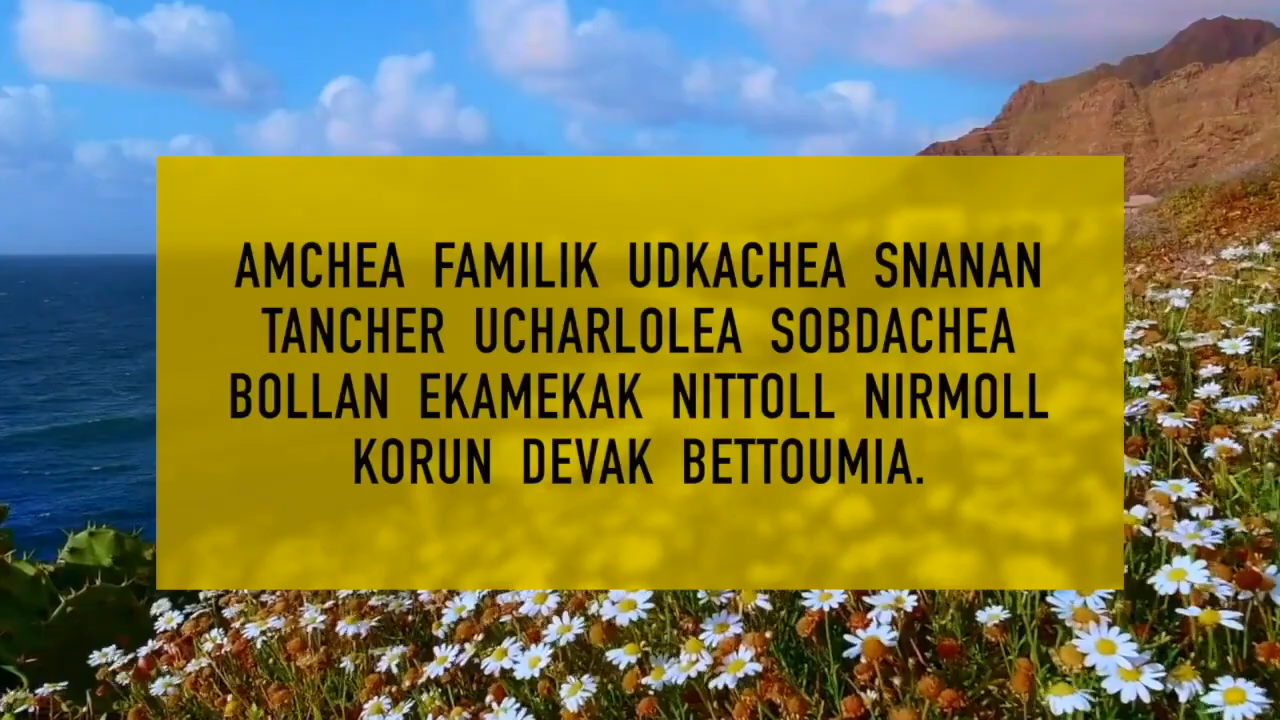 AMCHEA FAMILIK UDKACHEA SNANAN
TANCHER UCHARLOLEA SOBDACHEA
BOLLAN EKAMEKAK NITTOLL NIRMOLL
KORUN DEVAK BETTOUMIA.